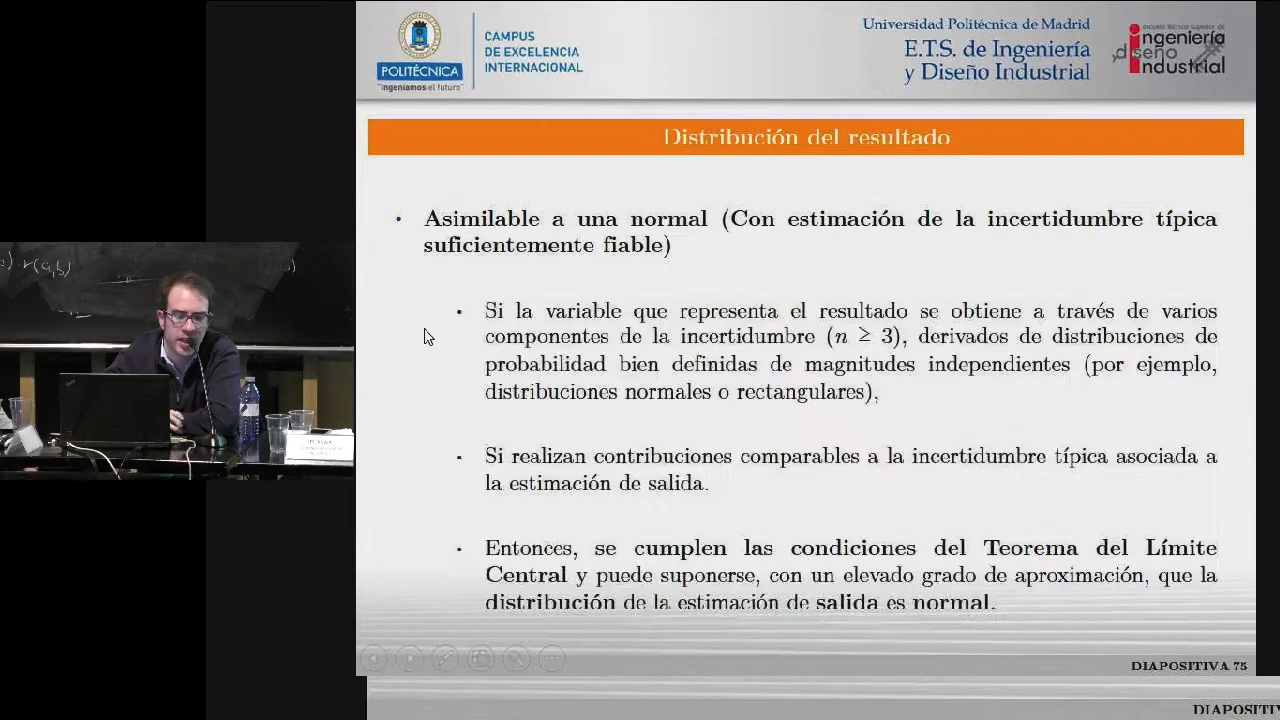 POLITÉCNICA
"Ingeniamos el futuro"
CAMPUS
DE EXCELENCIA
INTERNACIONAL
Universidad Politécnica de Madrid
E.T.S. de Ingeniería
y Diseño Industrial
escuela técnica superior de
ingeniería
y diseño
industrial
Distribución del resultado
• Asimilable a una normal (Con estimación de la incertidumbre típica
suficientemente fiable)
• Si la variable que representa el resultado se obtiene a través de varios
componentes de la incertidumbre (n ≥ 3), derivados de distribuciones de
probabilidad bien definidas de magnitudes independientes (por ejemplo,
distribuciones normales o rectangulares),
• Si realizan contribuciones comparables a la incertidumbre típica asociada a
la estimación de salida.
• Entonces, se cumplen las condiciones del Teorema del Límite
Central y puede suponerse, con un elevado grado de aproximación, que la
distribución de la estimación de salida es normal.
DIAPOSITIVA 75
DIAPOSITIV
· r(a,b)